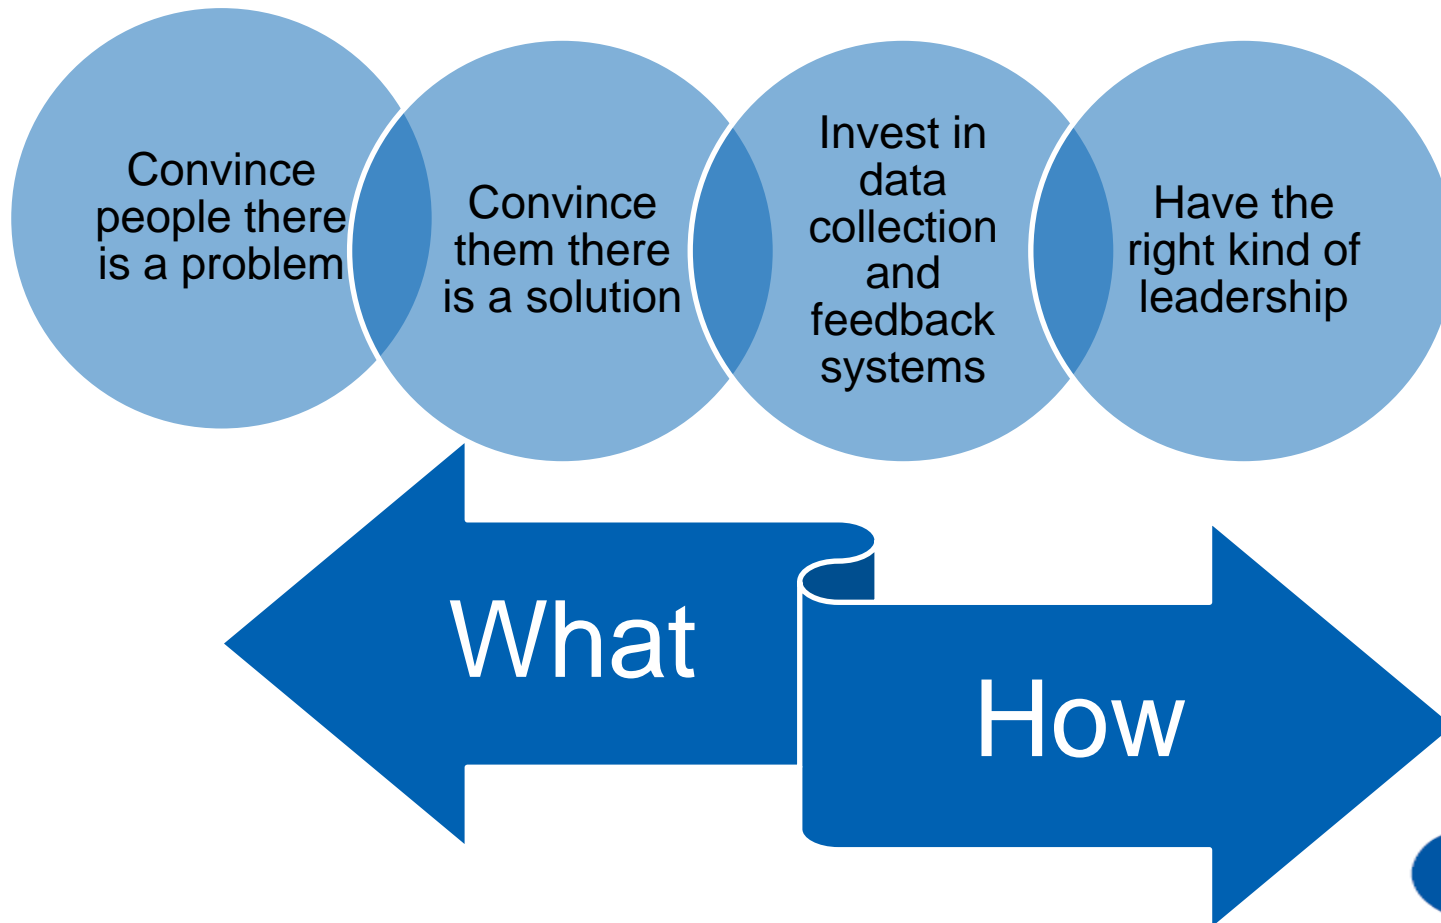 Convince
people there
is a problem
Convince
them there
is a solution
Invest in
data
collection
and
feedback
systems
Have the
right kind of
leadership
What
How